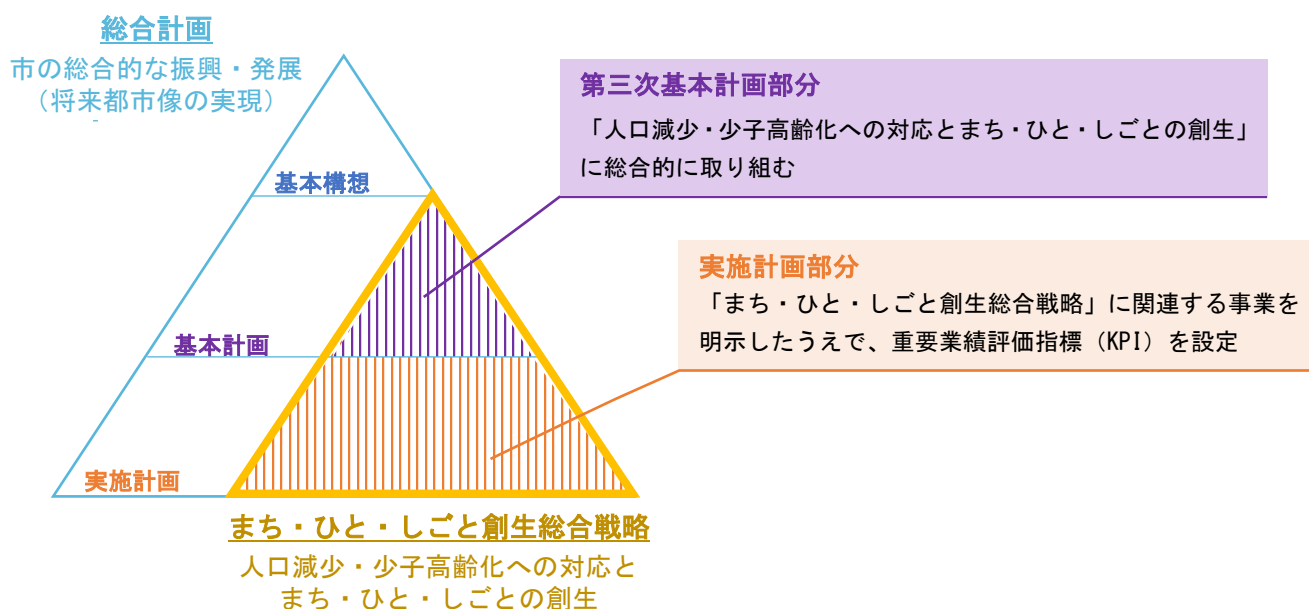 総合計画
市の総合的な振興・発展
（将来都市像の実現）
基本構想
基本計画
実施計画
第三次基本計画部分
「人口減少・少子高齢化への対応とまち・ひと・しごとの創生」
に総合的に取り組む
実施計画部分
「まち・ひと・しごと創生総合戦略」に関連する事業を
明示したうえで、重要業績評価指標（KPI）を設定
まち・ひと・しごと創生総合戦略
人口減少・少子高齢化への対応と
まち・ひと・しごとの創生